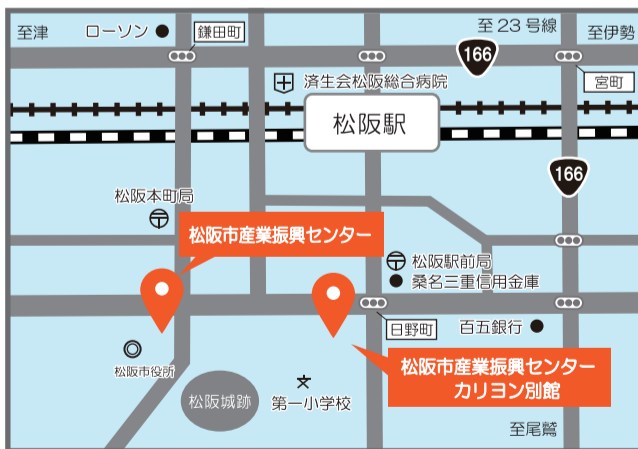 至津
ローソン
鎌田町
至23号線
至伊勢
166
宮町
済生会松阪総合病院
松阪駅
166
松阪本町局
松阪市産業振興センター
松阪駅前局
桑名三重信用金庫
日野町
百五銀行
松阪市役所
松阪市産業振興センター
カリヨン別館
松阪城跡
文
第一小学校
至尾鷲